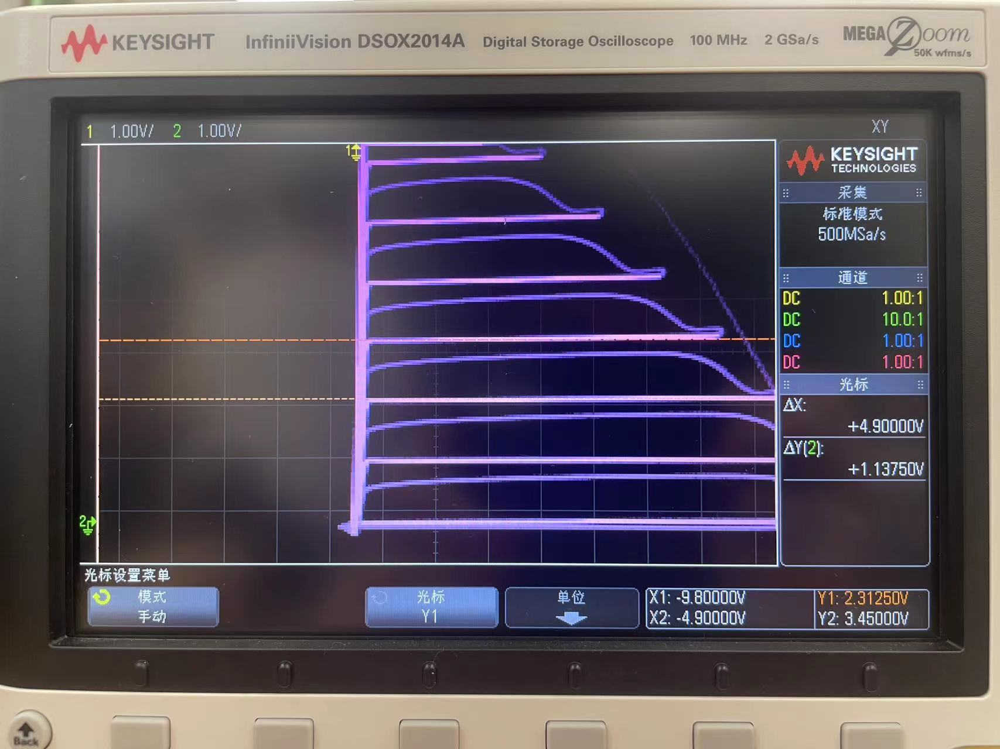 KEYSIGHT InfiniiVision DSOX2014A Digital Storage Oscilloscope 100 MHz 2 GSa/s MEGA Zoom
50K wfms/s
1 1.00V/ 2 1.00V/ XY
1
KEYSIGHT
TECHNOLOGIES
采集
标准模式
500MSa/s
通道
DC 1.00:1
DC 10.0:1
DC 1.00:1
DC 1.00:1
光标
ΔX:
+4.90000V
ΔY(2):
+1.13750V
2
光标设置菜单
模式
手动
光标
Y1
单位
X1: -9.80000V
X2: -4.90000V
Y1: 2.31250V
Y2: 3.45000V
Back